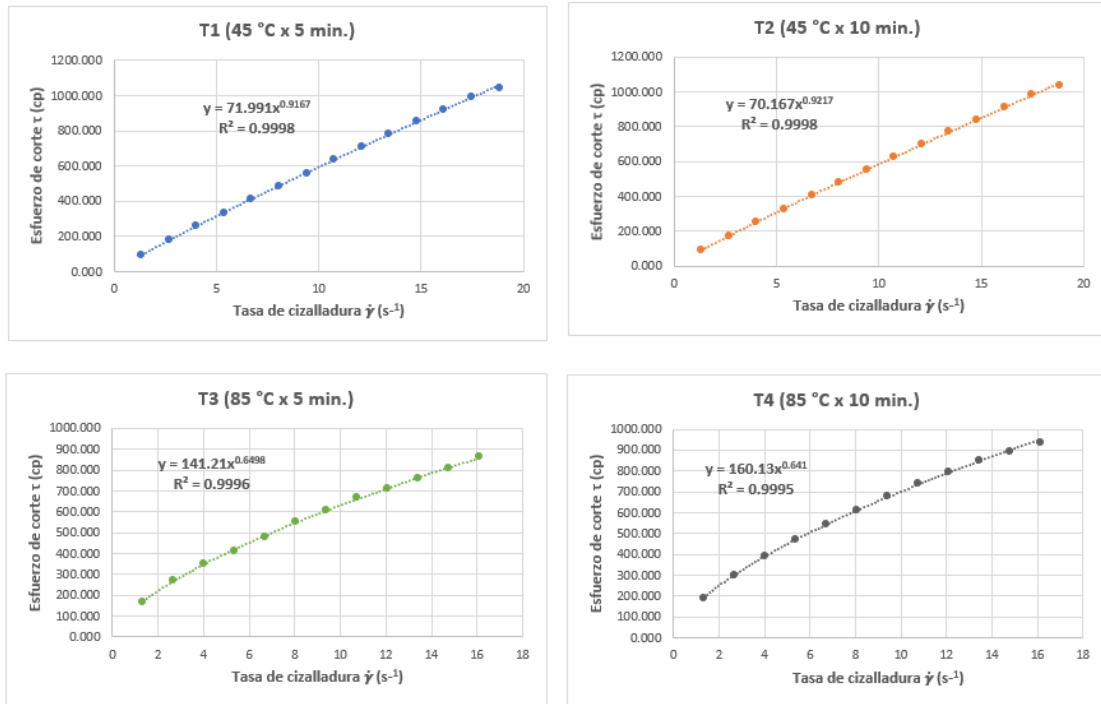 T1 (45 °C x 5 min.)
1200.000
1000.000
800.000
600.000
400.000
200.000
0.000
Esfuerzo de corte τ (cp)
y = 71.991x^0.9167
R² = 0.9998
0 5 10 15 20
Tasa de cizalladura γ̇ (s-¹)
T2 (45 °C x 10 min.)
1200.000
1000.000
800.000
600.000
400.000
200.000
0.000
Esfuerzo de corte τ (cp)
y = 70.167x^0.9217
R² = 0.9998
0 5 10 15 20
Tasa de cizalladura γ̇ (s-¹)
T3 (85 °C x 5 min.)
1000.000
900.000
800.000
700.000
600.000
500.000
400.000
300.000
200.000
100.000
0.000
Esfuerzo de corte τ (cp)
y = 141.21x^0.6498
R² = 0.9996
0 2 4 6 8 10 12 14 16 18
Tasa de cizalladura γ̇ (s-¹)
T4 (85 °C x 10 min.)
1000.000
900.000
800.000
700.000
600.000
500.000
400.000
300.000
200.000
100.000
0.000
Esfuerzo de corte τ (cp)
y = 160.13x^0.641
R² = 0.9995
0 2 4 6 8 10 12 14 16 18
Tasa de cizalladura γ̇ (s-¹)